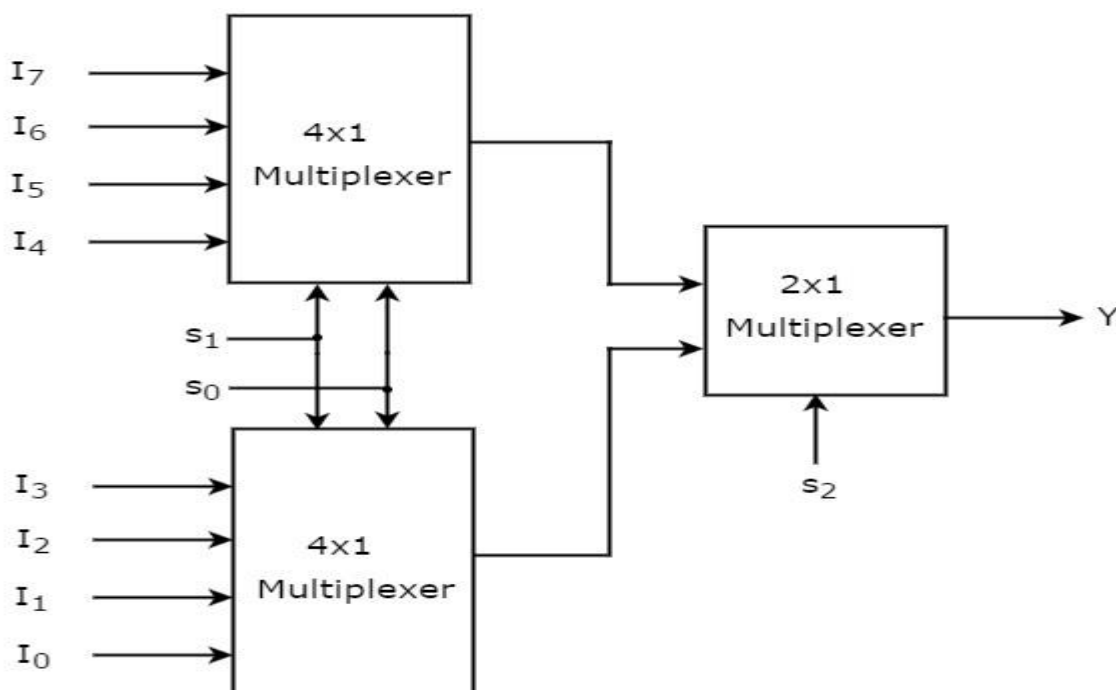 I₇
I₆
I₅
I₄
4x1
Multiplexer
s₁
s₀
I₃
I₂
I₁
I₀
4x1
Multiplexer
2x1
Multiplexer
s₂
Y